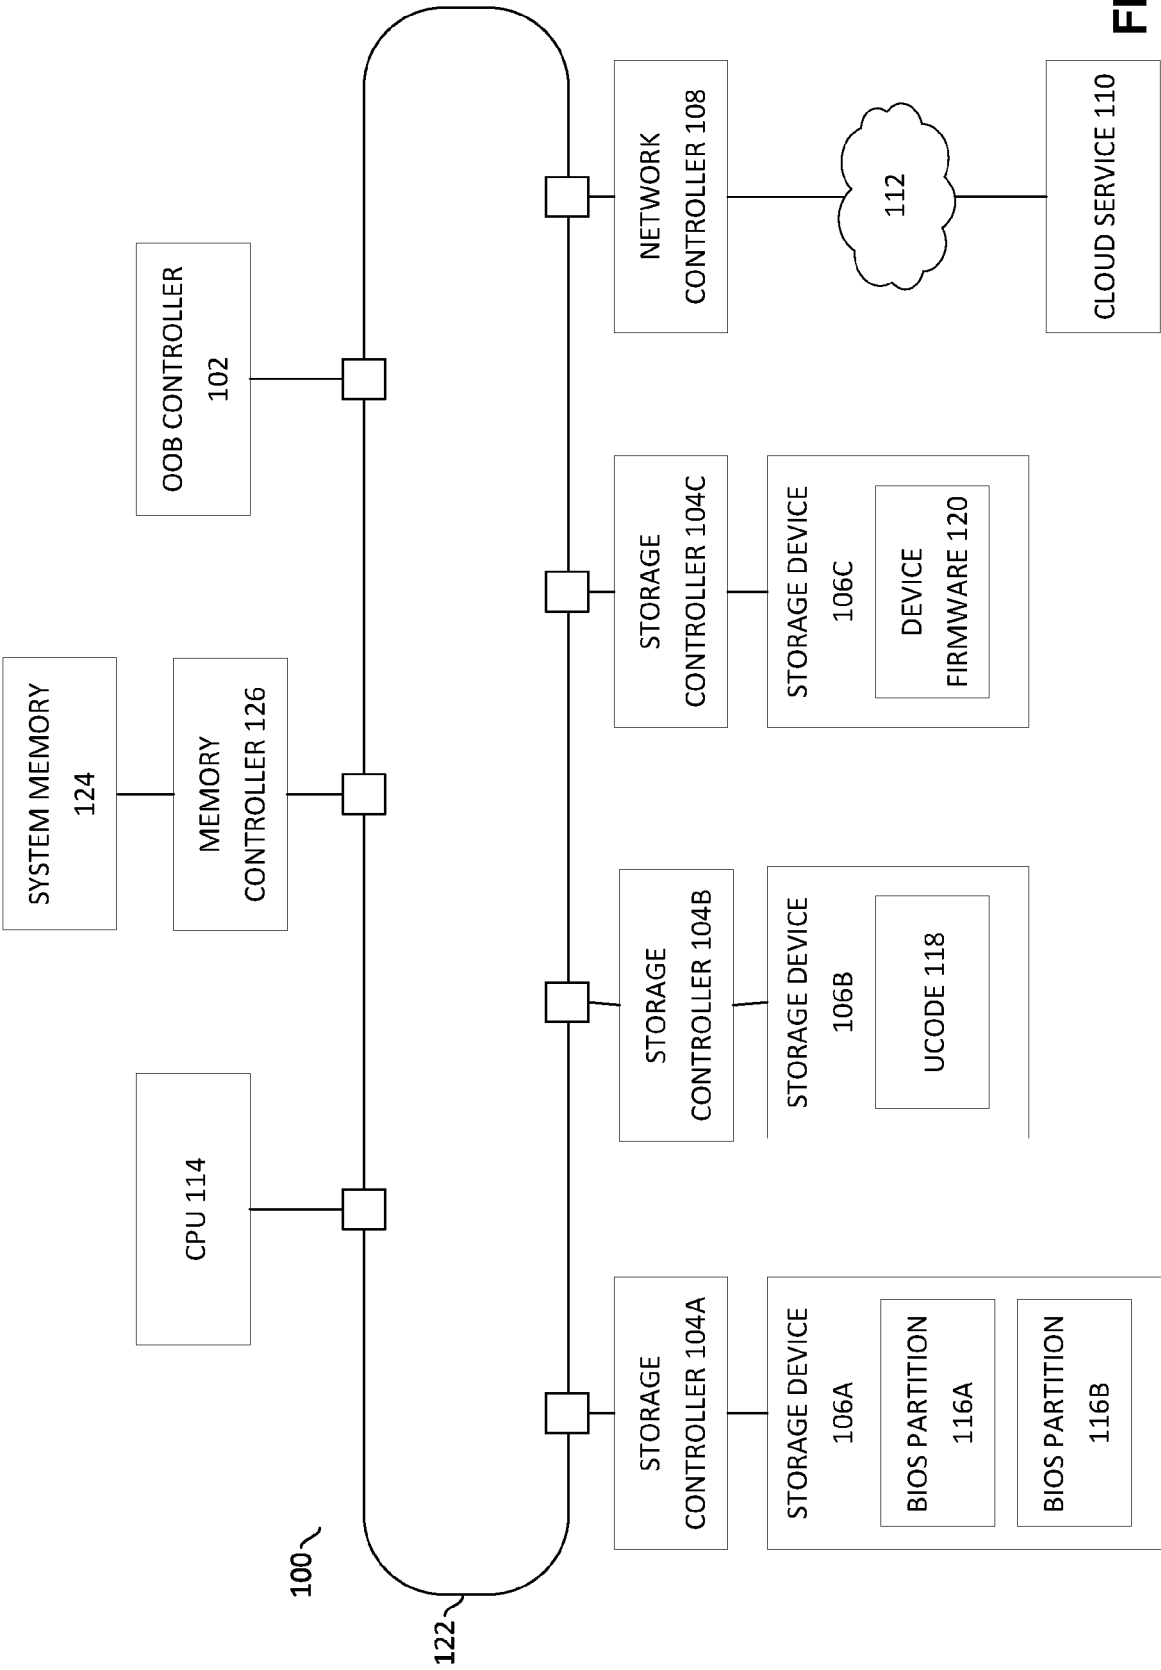 100
122
SYSTEM MEMORY
124
MEMORY
CONTROLLER 126
CPU 114
OOB CONTROLLER
102
STORAGE
CONTROLLER 104A
STORAGE DEVICE
106A
BIOS PARTITION
116A
BIOS PARTITION
116B
STORAGE
CONTROLLER 104B
STORAGE DEVICE
106B
UCODE 118
STORAGE
CONTROLLER 104C
STORAGE DEVICE
106C
DEVICE
FIRMWARE 120
NETWORK
CONTROLLER 108
112
CLOUD SERVICE 110